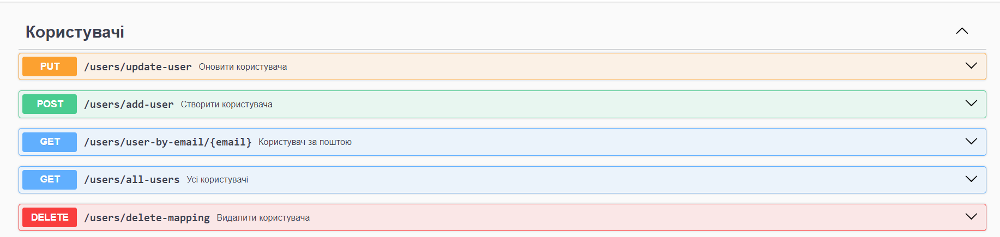 Користувачі
PUT /users/update-user Оновити користувача
POST /users/add-user Створити користувача
GET /users/user-by-email/{email} Користувач за поштою
GET /users/all-users Усі користувачі
DELETE /users/delete-mapping Видалити користувача